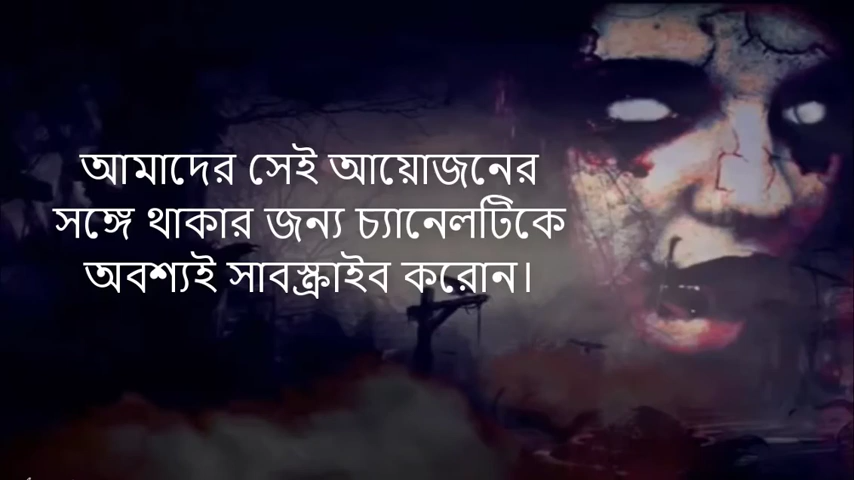 আমাদের সেই আয়োজনের
সঙ্গে থাকার জন্য চ্যানেলটিকে
অবশ্যই সাবস্ক্রাইব করোন।